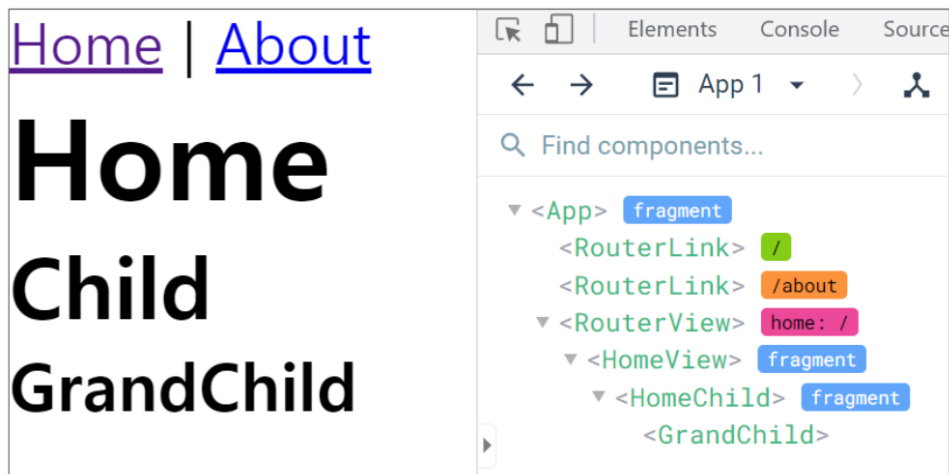 Home | About
Home
Child
GrandChild
Elements Console Source
App 1
Find components...
<App> fragment
<RouterLink> /
<RouterLink> /about
<RouterView> home: /
<HomeView> fragment
<HomeChild> fragment
<GrandChild>